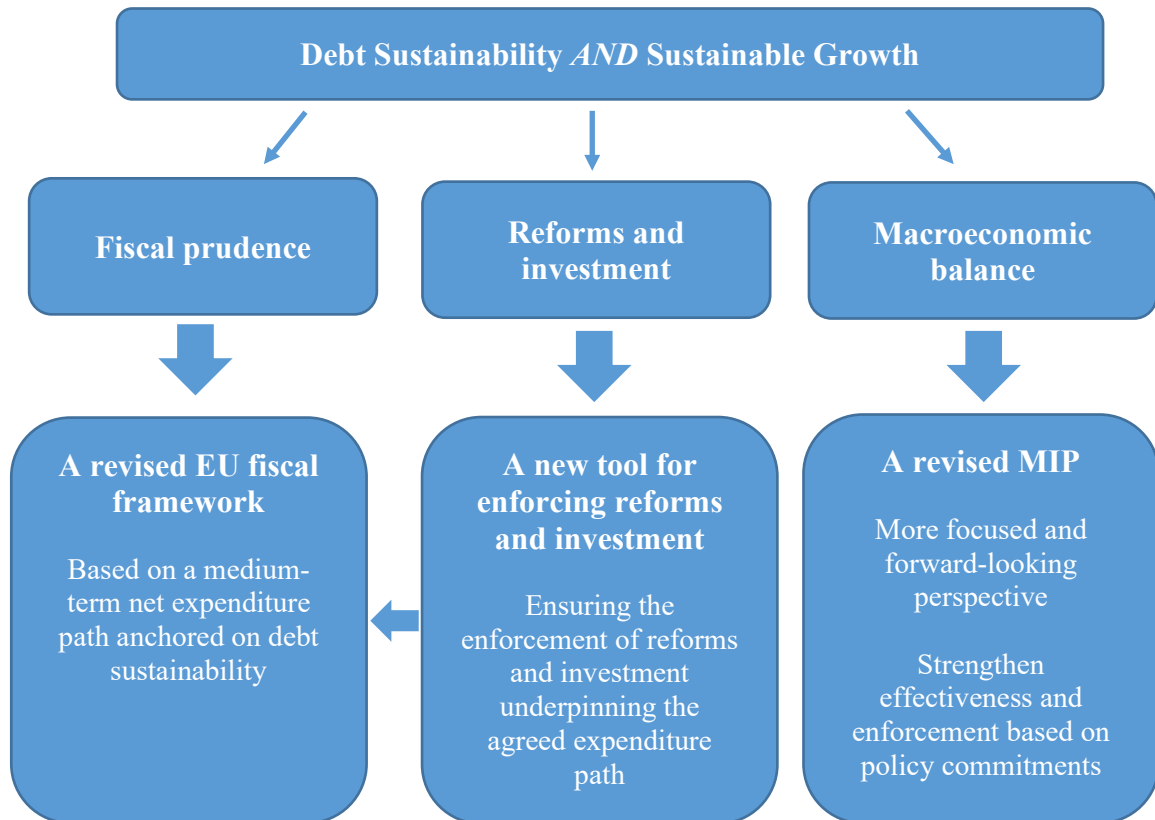 Debt Sustainability AND Sustainable Growth
Fiscal prudence
Reforms and
investment
Macroeconomic
balance
A revised EU fiscal
framework
Based on a medium-
term net expenditure
path anchored on debt
sustainability
A new tool for
enforcing reforms
and investment
Ensuring the
enforcement of reforms
and investment
underpinning the
agreed expenditure
path
A revised MIP
More focused and
forward-looking
perspective
Strengthen
effectiveness and
enforcement based on
policy commitments